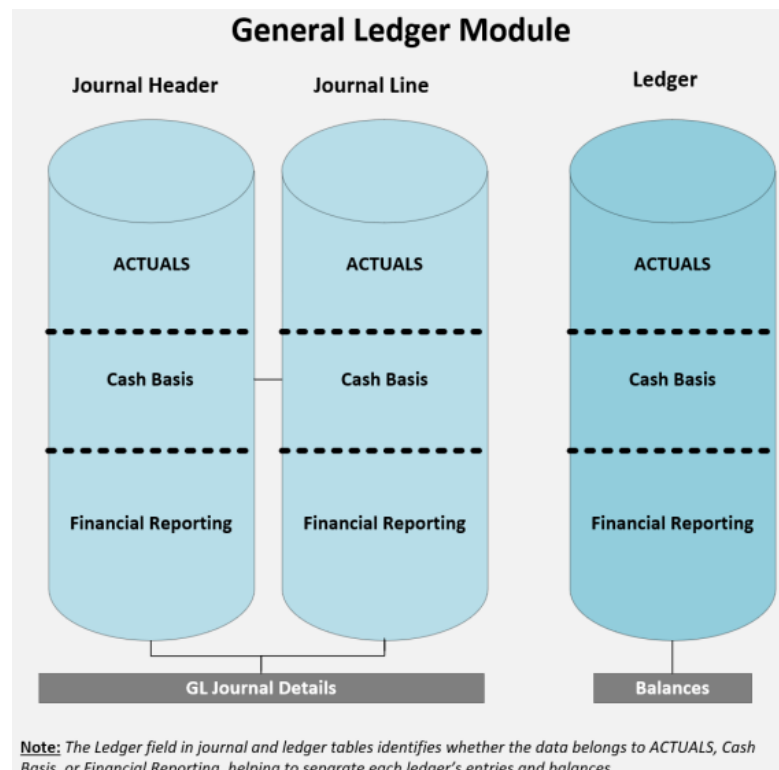 General Ledger Module
Journal Header
Journal Line
Ledger
ACTUALS
ACTUALS
ACTUALS
Cash Basis
Cash Basis
Cash Basis
Financial Reporting
Financial Reporting
Financial Reporting
GL Journal Details
Balances
Note: The Ledger field in journal and ledger tables identifies whether the data belongs to ACTUALS, Cash
Basis, or Financial Reporting, helping to separate each ledger's entries and balances